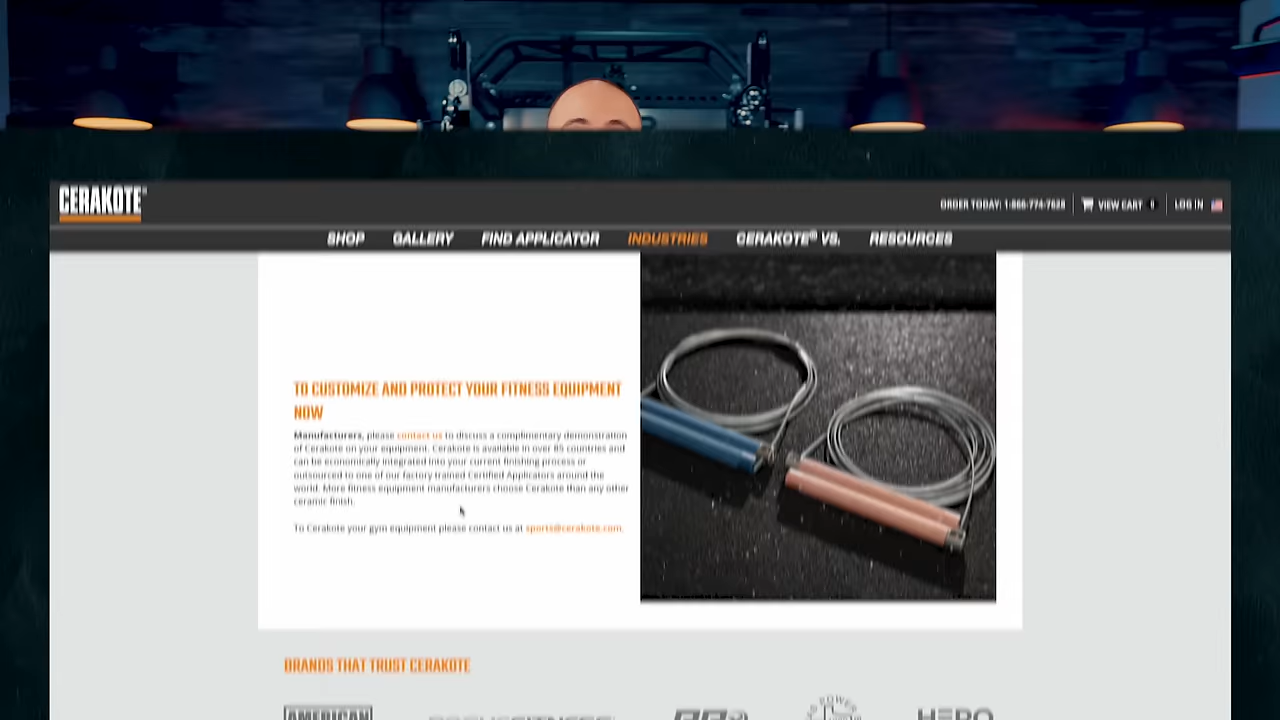 CERAKOTE
ORDER TODAY: 1-866-774-7628
VIEW CART 0
LOG IN
SHOP GALLERY FIND APPLICATOR INDUSTRIES CERAKOTE® VS. RESOURCES
TO CUSTOMIZE AND PROTECT YOUR FITNESS EQUIPMENT
NOW
Manufacturers, please contact us to discuss a complimentary demonstration
of Cerakote on your equipment. Cerakote is available in over 85 countries and
can be economically integrated into your current finishing process or
outsourced to one of our factory trained Certified Applicators around the
world. More fitness equipment manufacturers choose Cerakote than any other
ceramic finish.
To Cerakote your gym equipment please contact us at sports@cerakote.com.
BRANDS THAT TRUST CERAKOTE
AMERICAN
HERO